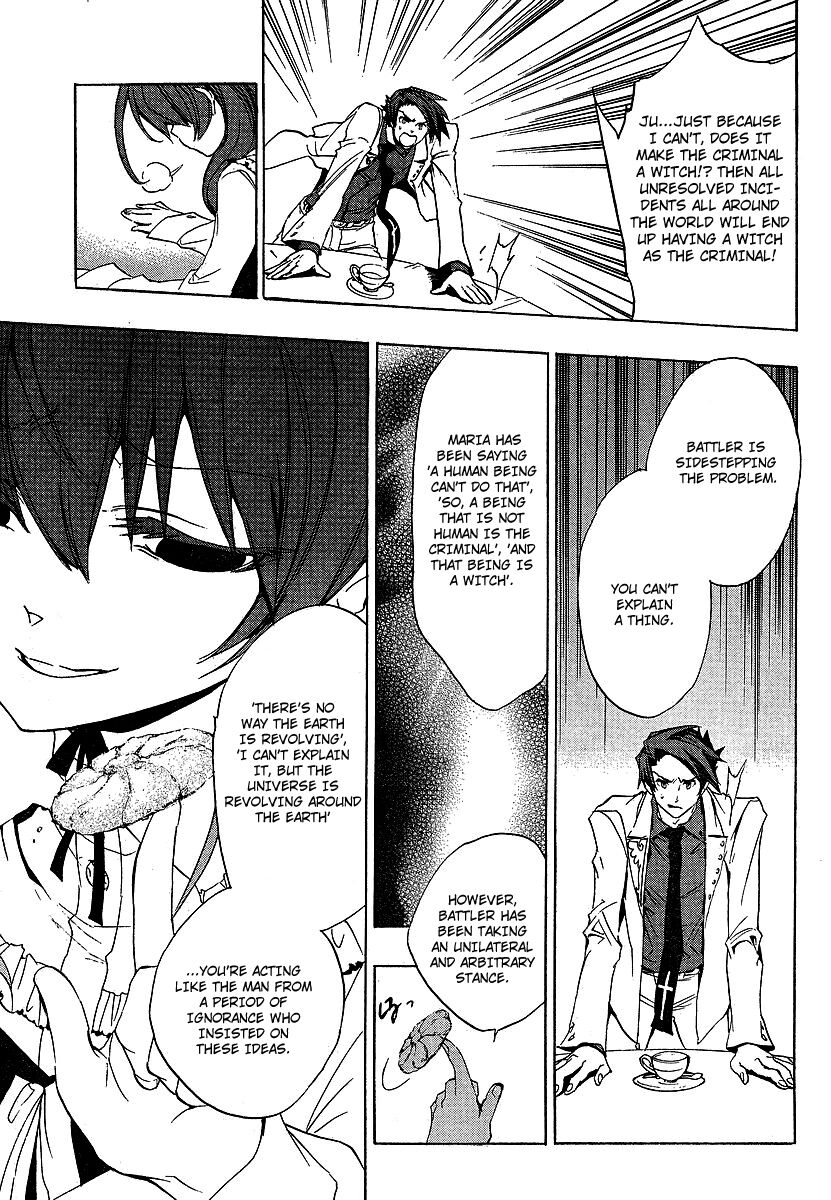 JU...JUST BECAUSE
I CAN'T, DOES IT
MAKE THE CRIMINAL
A WITCH!? THEN ALL
UNRESOLVED INCI-
DENTS ALL AROUND
THE WORLD WILL END
UP HAVING A WITCH
AS THE CRIMINAL!
BATTLER IS
SIDESTEPPING
THE PROBLEM.
YOU CAN'T
EXPLAIN
A THING.
MARIA HAS
BEEN SAYING
'A HUMAN BEING
CAN'T DO THAT',
'SO, A BEING
THAT IS NOT
HUMAN IS THE
CRIMINAL', 'AND
THAT BEING IS
A WITCH'.
HOWEVER,
BATTLER HAS
BEEN TAKING
AN UNILATERAL
AND ARBITRARY
STANCE.
'THERE'S NO
WAY THE EARTH
IS REVOLVING',
'I CAN'T EXPLAIN
IT, BUT THE
UNIVERSE IS
REVOLVING AROUND
THE EARTH'
...YOU'RE ACTING
LIKE THE MAN FROM
A PERIOD OF
IGNORANCE WHO
INSISTED ON
THESE IDEAS.